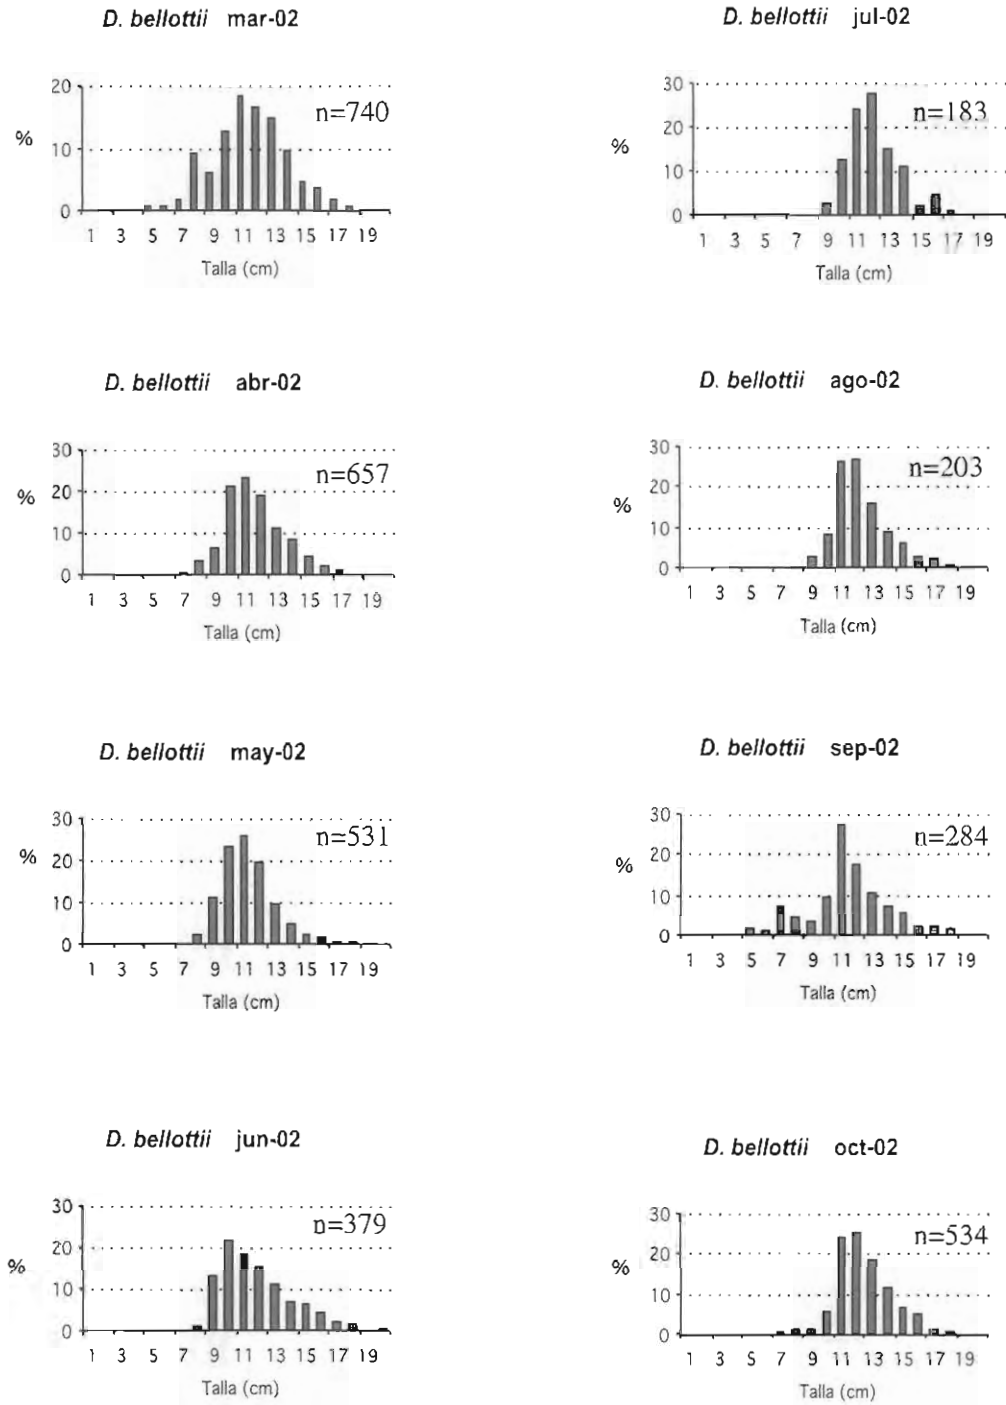 D. bellottii mar-02
20
n=740
%
10
0
1 3 5 7 9 11 13 15 17 19
Talla (cm)
D. bellottii jul-02
30
n=183
20
%
10
0
1 3 5 7 9 11 13 15 17 19
Talla (cm)
D. bellottii abr-02
30
n=657
20
%
10
0
1 3 5 7 9 11 13 15 17 19
Talla (cm)
D. bellottii ago-02
30
n=203
20
%
10
0
1 3 5 7 9 11 13 15 17 19
Talla (cm)
D. bellottii may-02
30
n=531
20
%
10
0
1 3 5 7 9 11 13 15 17 19
Talla (cm)
D. bellottii sep-02
30
n=284
20
%
10
0
1 3 5 7 9 11 13 15 17 19
Talla (cm)
D. bellottii jun-02
30
n=379
20
%
10
0
1 3 5 7 9 11 13 15 17 19
Talla (cm)
D. bellottii oct-02
30
n=534
20
%
10
0
1 3 5 7 9 11 13 15 17 19
Talla (cm)